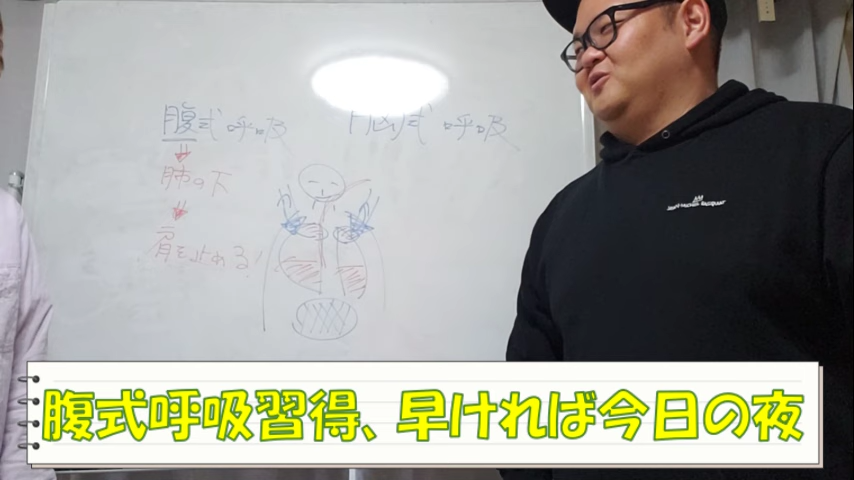 腹式呼吸
胸式呼吸
⇓
肺の下
⇓
肩を止める!
腹式呼吸習得、早ければ今日の夜